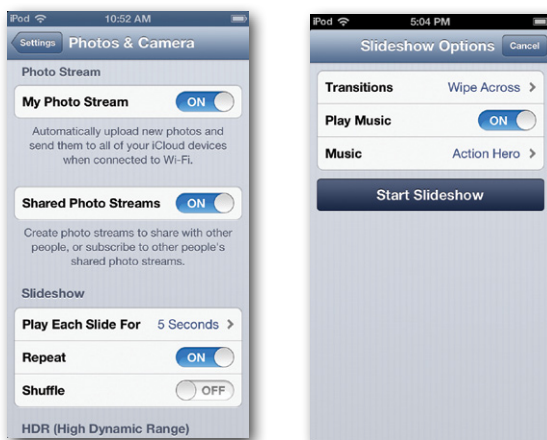 iPod 10:52 AM
Settings Photos & Camera
Photo Stream
My Photo Stream ON
Automatically upload new photos and
send them to all of your iCloud devices
when connected to Wi-Fi.
Shared Photo Streams ON
Create photo streams to share with other
people, or subscribe to other people's
shared photo streams.
Slideshow
Play Each Slide For 5 Seconds >
Repeat ON
Shuffle OFF
HDR (High Dynamic Range)
iPod 5:04 PM
Slideshow Options Cancel
Transitions Wipe Across >
Play Music ON
Music Action Hero >
Start Slideshow